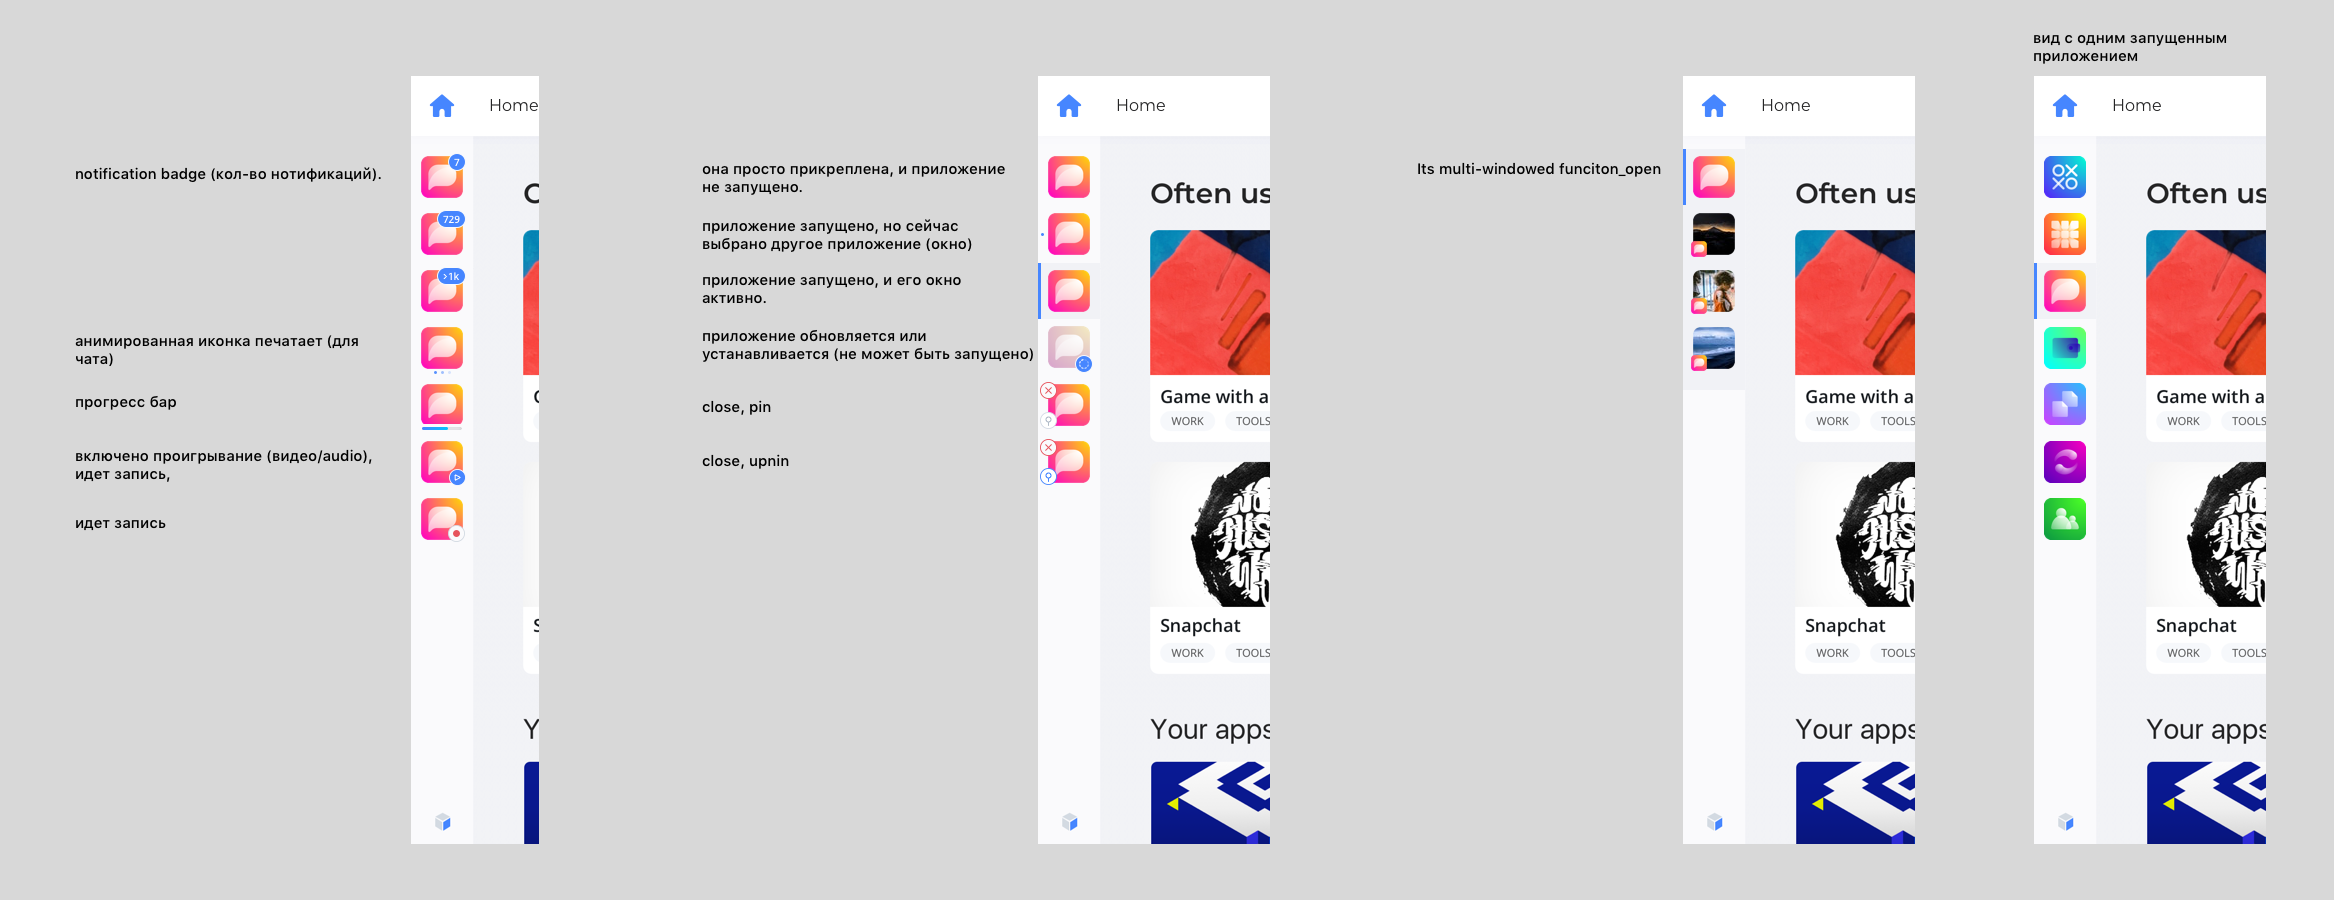 notification badge (кол-во нотификаций).
анимированная иконка печатает (для
чата)
прогресс бар
включено проигрывание (видео/audio),
идет запись,
идет запись
Home
7
729
>1k
O
G
S
Y
она просто прикреплена, и приложение
не запущено.
приложение запущено, но сейчас
выбрано другое приложение (окно)
приложение запущено, и его окно
активно.
приложение обновляется или
устанавливается (не может быть запущено)
close, pin
close, upnin
Home
Often us
Game with a
WORK TOOLS
Snapchat
WORK TOOLS
Your apps
Its multi-windowed funciton_open
Home
Often us
Game with a
WORK TOOLS
Snapchat
WORK TOOLS
Your apps
вид с одним запущенным
приложением
Home
Often us
Game with a
WORK TOOLS
Snapchat
WORK TOOLS
Your apps